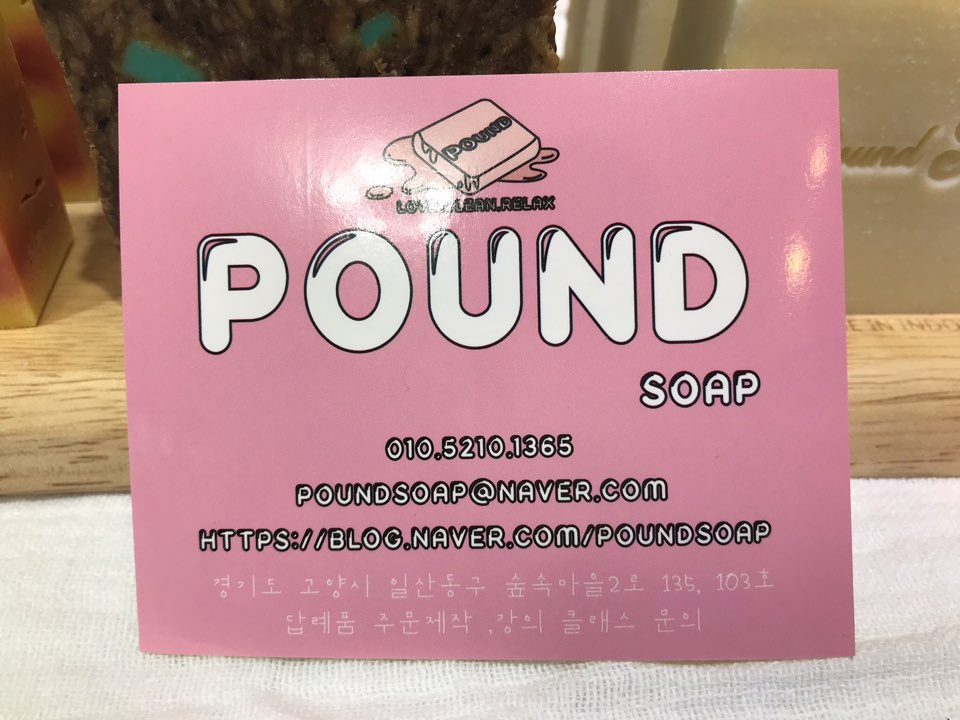 POUND
LOVE.CLEAN.RELAX
POUND
SOAP
010.5210.1365
POUNDSOAP@NAVER.COM
HTTPS://BLOG.NAVER.COM/POUNDSOAP
경기도 고양시 일산동구 숲속마을2로 135, 103호
답례품 주문제작 ,강의 클래스 문의